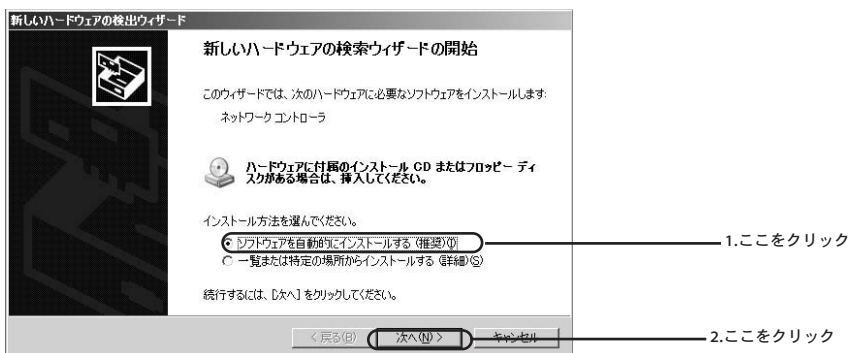 新しいハードウェアの検出ウィザード
新しいハードウェアの検索ウィザードの開始
このウィザードでは、次のハードウェアに必要なソフトウェアをインストールします:
ネットワーク コントローラ
ハードウェアに付属のインストール CD またはフロッピー ディ
スクがある場合は、挿入してください。
インストール方法を選んでください。
ソフトウェアを自動的にインストールする (推奨)(I)
一覧または特定の場所からインストールする (詳細)(S)
続行するには、[次へ] をクリックしてください。
< 戻る(B) 次へ(N) > キャンセル
1.ここをクリック
2.ここをクリック